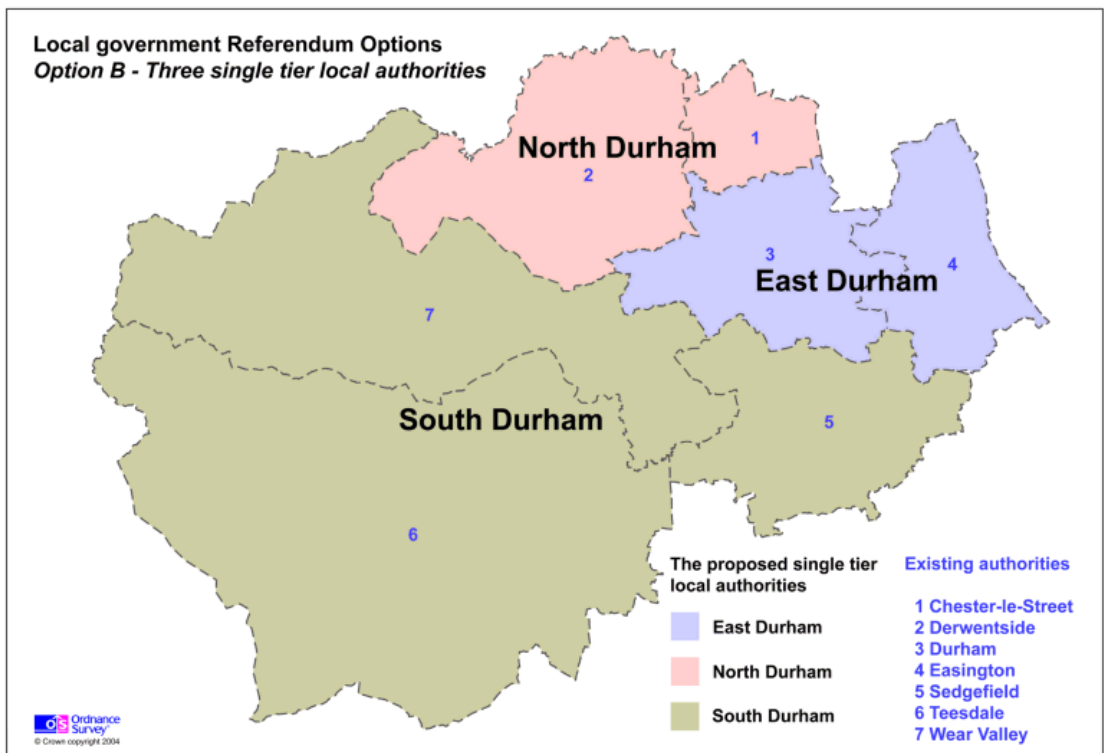 Local government Referendum Options
Option B - Three single tier local authorities
North Durham
1
2
3
East Durham
4
7
South Durham
5
6
The proposed single tier
local authorities
East Durham
North Durham
South Durham
Existing authorities
1 Chester-le-Street
2 Derwentside
3 Durham
4 Easington
5 Sedgefield
6 Teesdale
7 Wear Valley
OS Ordnance
Survey®
© Crown copyright 2004